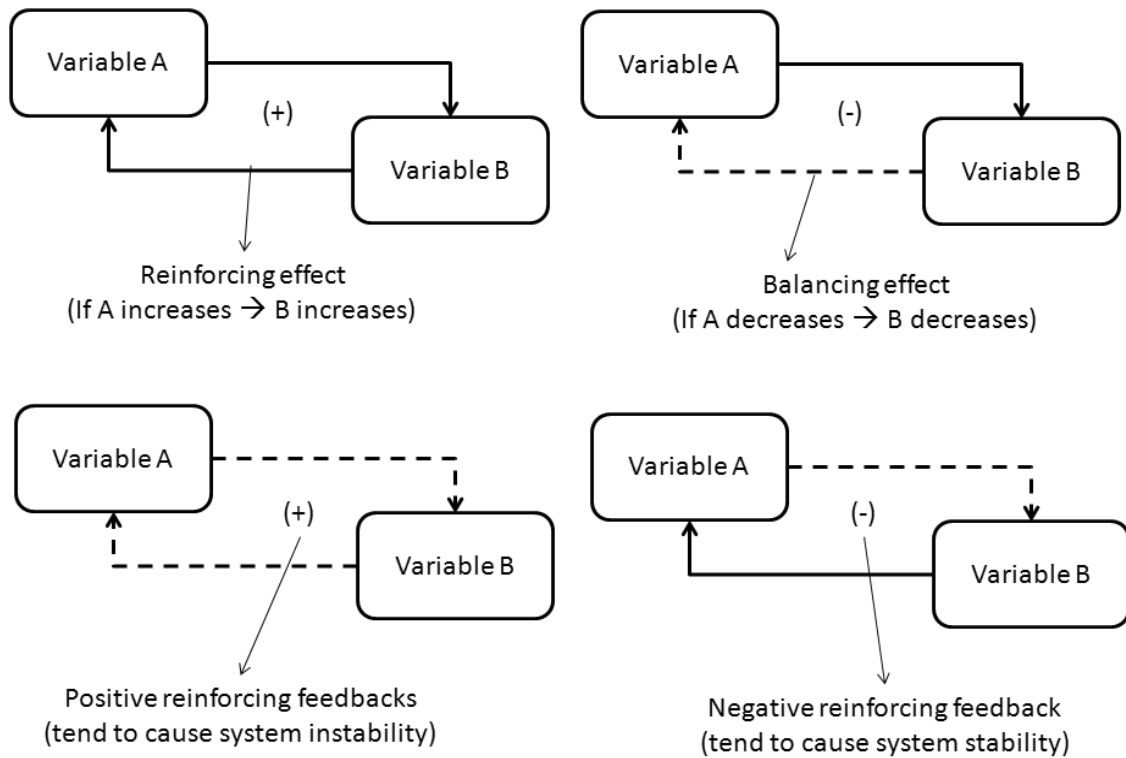 Variable A
(+)
Variable B
Reinforcing effect
(If A increases → B increases)
Variable A
(-)
Variable B
Balancing effect
(If A decreases → B decreases)
Variable A
(+)
Variable B
Positive reinforcing feedbacks
(tend to cause system instability)
Variable A
(-)
Variable B
Negative reinforcing feedback
(tend to cause system stability)